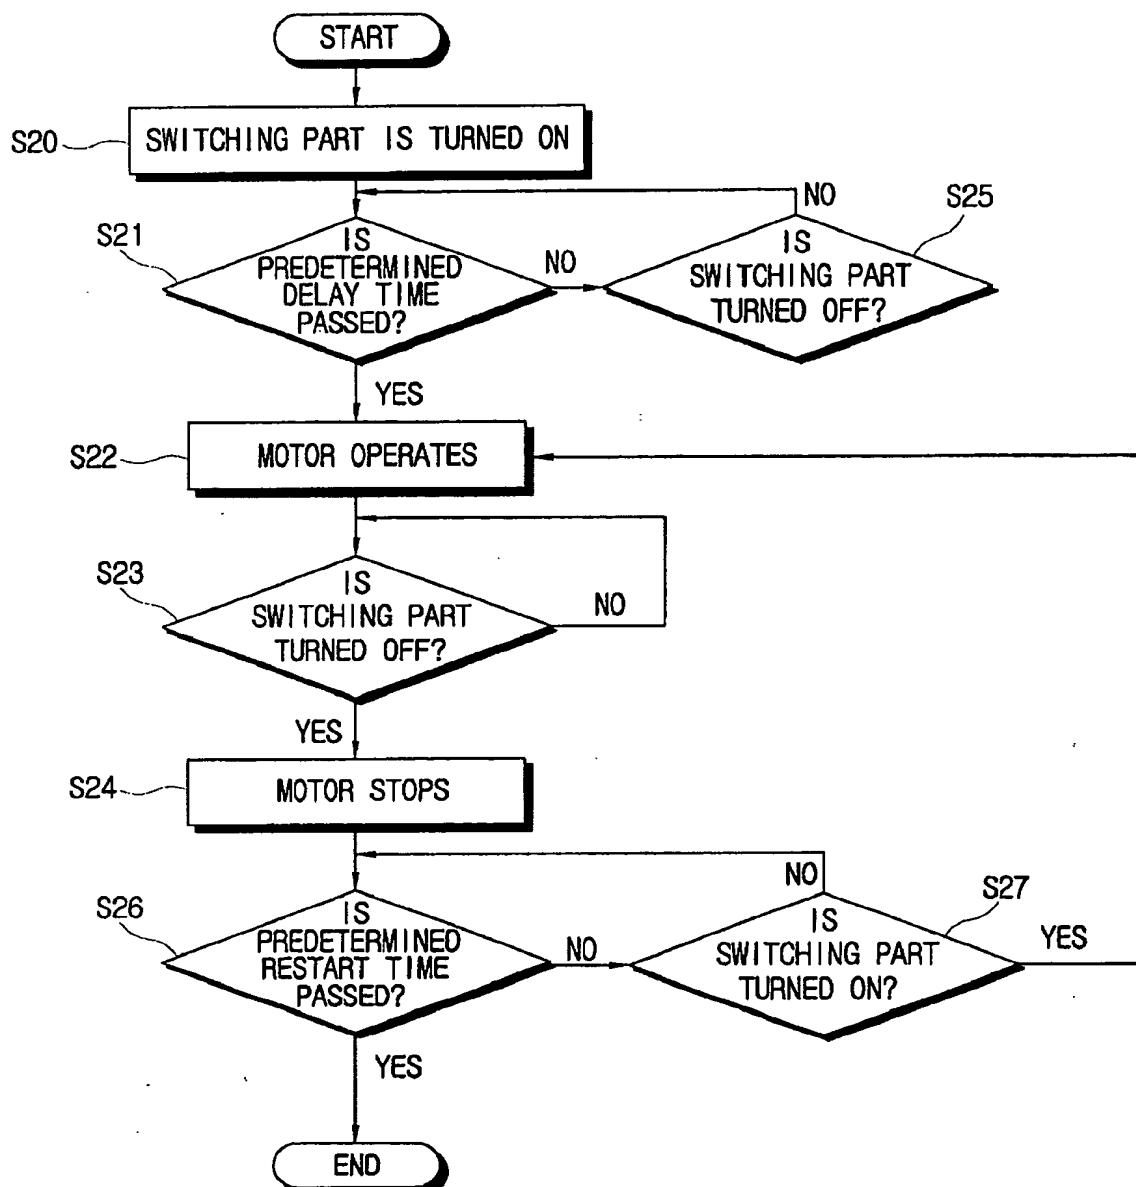 START
S20
SWITCHING PART IS TURNED ON
NO
S25
S21
IS
PREDETERMINED
DELAY TIME
PASSED?
NO
IS
SWITCHING PART
TURNED OFF?
YES
S22
MOTOR OPERATES
S23
IS
SWITCHING PART
TURNED OFF?
NO
YES
S24
MOTOR STOPS
NO
S27
S26
IS
PREDETERMINED
RESTART TIME
PASSED?
NO
IS
SWITCHING PART
TURNED ON?
YES
YES
END